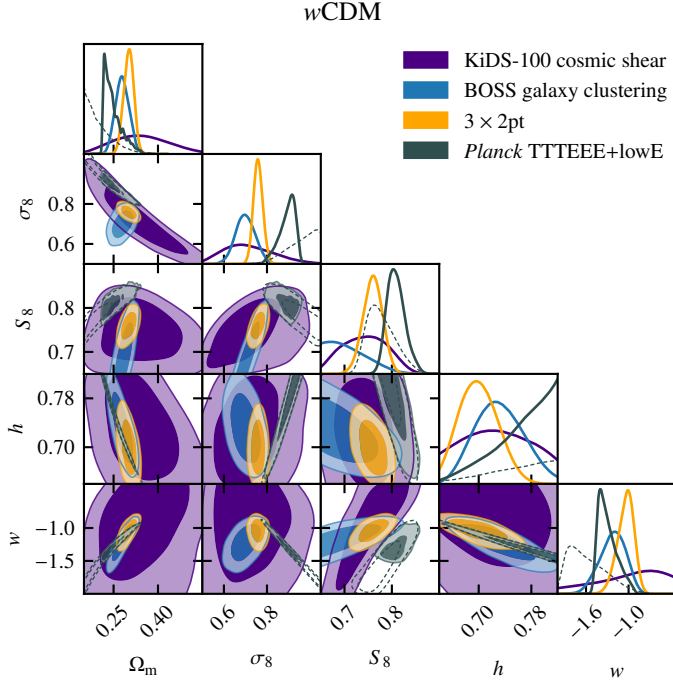 wCDM
KiDS-100 cosmic shear
BOSS galaxy clustering
3 × 2pt
Planck TTTEEE+lowE
σ₈
0.8
0.6
S₈
0.8
0.7
h
0.78
0.70
w
−1.0
−1.5
0.25 0.40 0.6 0.8 0.7 0.8 0.70 0.78 −1.6 −1.0
Ωₘ σ₈ S₈ h w